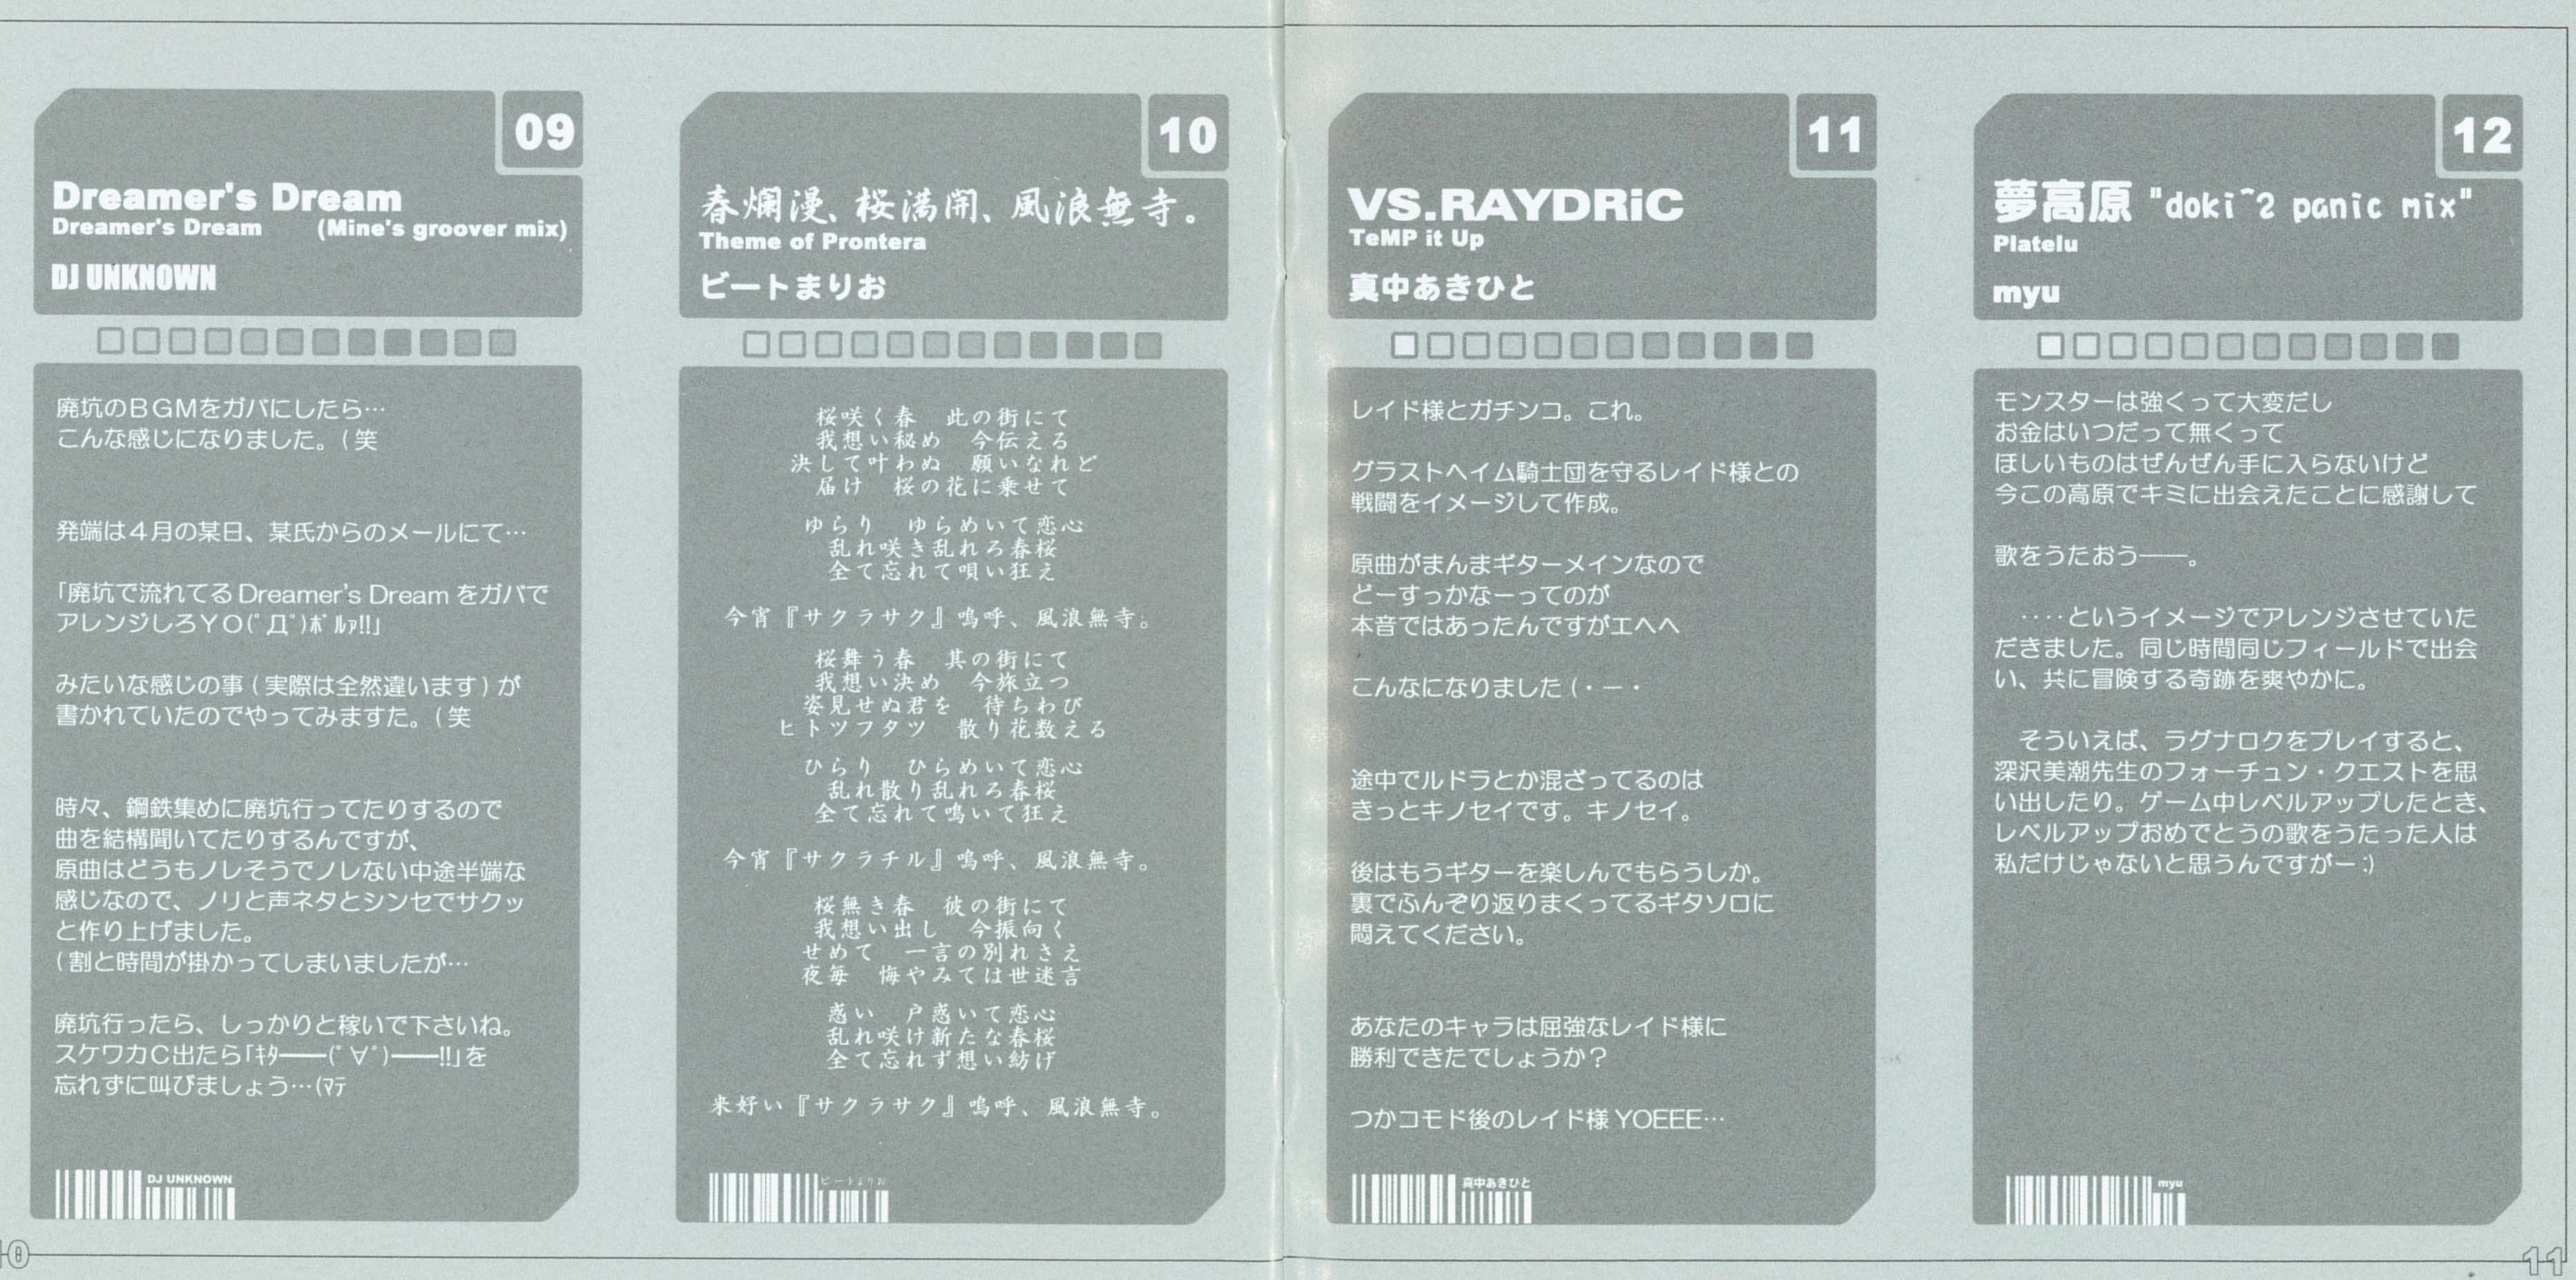 09
Dreamer's Dream
Dreamer's Dream (Mine's groover mix)
DJ UNKNOWN
廃坑のＢＧＭをガバにしたら…
こんな感じになりました。(笑
発端は４月の某日、某氏からのメールにて…
「廃坑で流れてる Dreamer's Dream をガバで
アレンジしろＹＯ(ﾟДﾟ)ﾎﾞﾙｧ!!」
みたいな感じの事 ( 実際は全然違います ) が
書かれていたのでやってみますた。(笑
時々、鋼鉄集めに廃坑行ってたりするので
曲を結構聞いてたりするんですが、
原曲はどうもノレそうでノレない中途半端な
感じなので、ノリと声ネタとシンセでサクッ
と作り上げました。
(割と時間が掛かってしまいましたが…
廃坑行ったら、しっかりと稼いで下さいね。
スケワカＣ出たら「ｷﾀ━━(ﾟ∀ﾟ)━━!!」を
忘れずに叫びましょう…(ﾏﾃ
DJ UNKNOWN
10
春爛漫、桜満開、風浪無寺。
Theme of Prontera
ビートまりお
桜咲く春　此の街にて
我想い秘め　今伝える
決して叶わぬ　願いなれど
届け　桜の花に乗せて
ゆらり　ゆらめいて恋心
乱れ咲き乱れろ春桜
全て忘れて唄い狂え
今宵『サクラサク』嗚呼、風浪無寺。
桜舞う春　其の街にて
我想い決め　今旅立つ
姿見せぬ君を　待ちわび
ヒトツフタツ　散り花数える
ひらり　ひらめいて恋心
乱れ散り乱れろ春桜
全て忘れて鳴いて狂え
今宵『サクラチル』嗚呼、風浪無寺。
桜無き春　彼の街にて
我想い出し　今振向く
せめて　一言の別れさえ
夜毎　悔やみては世迷言
惑い　戸惑いて恋心
乱れ咲け新たな春桜
全て忘れず想い紡げ
来好い『サクラサク』嗚呼、風浪無寺。
ビートまりお
11
VS.RAYDRiC
TeMP it Up
真中あきひと
レイド様とガチンコ。これ。
グラストヘイム騎士団を守るレイド様との
戦闘をイメージして作成。
原曲がまんまギターメインなので
どーすっかなーってのが
本音ではあったんですがエヘヘ
こんなになりました (・－・
途中でルドラとか混ざってるのは
きっとキノセイです。キノセイ。
後はもうギターを楽しんでもらうしか。
裏でふんぞり返りまくってるギタソロに
悶えてください。
あなたのキャラは屈強なレイド様に
勝利できたでしょうか？
つかコモド後のレイド様 YOEEE…
真中あきひと
12
夢高原 "doki~2 panic mix"
Platelu
myu
モンスターは強くって大変だし
お金はいつだって無くって
ほしいものはぜんぜん手に入らないけど
今この高原でキミに出会えたことに感謝して
歌をうたおう――。
　‥‥というイメージでアレンジさせていた
だきました。同じ時間同じフィールドで出会
い、共に冒険する奇跡を爽やかに。
　そういえば、ラグナロクをプレイすると、
深沢美潮先生のフォーチュン・クエストを思
い出したり。ゲーム中レベルアップしたとき、
レベルアップおめでとうの歌をうたった人は
私だけじゃないと思うんですがー :)
myu
10
11